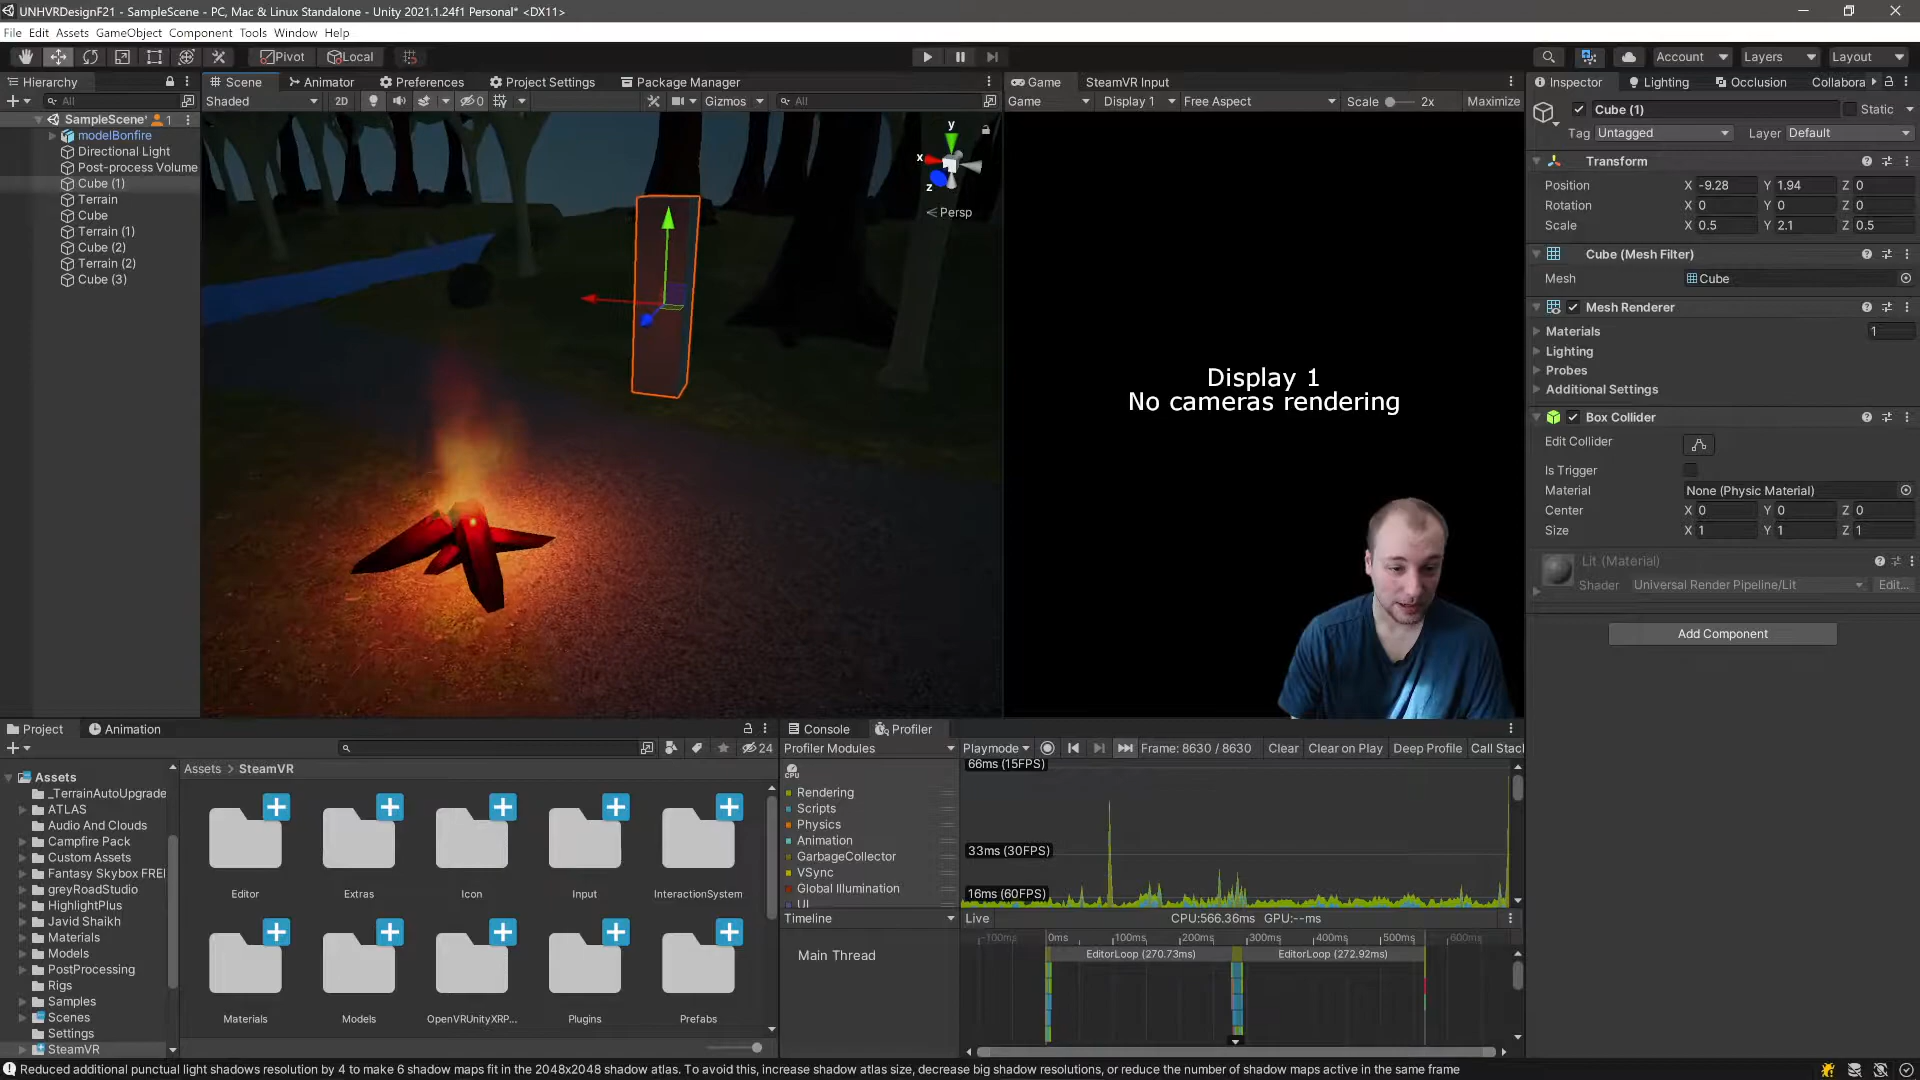 UNHVRDesignF21 - SampleScene - PC, Mac & Linux Standalone - Unity 2021.1.24f1 Personal* <DX11>
File Edit Assets GameObject Component Tools Window Help
Pivot Local Account Layers Layout
Hierarchy Scene Animator Preferences Project Settings Package Manager Game SteamVR Input Inspector Lighting Occlusion Collabora
All Shaded 2D 0 Gizmos All Game Display 1 Free Aspect Scale 2x Maximize
SampleScene* 1
modelBonfire
Directional Light
Post-process Volume
Cube (1)
Terrain
Cube
Terrain (1)
Cube (2)
Terrain (2)
Cube (3)
y
x
z
Persp
Display 1
No cameras rendering
Cube (1) Static
Tag Untagged Layer Default
Transform
Position X -9.28 Y 1.94 Z 0
Rotation X 0 Y 0 Z 0
Scale X 0.5 Y 2.1 Z 0.5
Cube (Mesh Filter)
Mesh Cube
Mesh Renderer
Materials 1
Lighting
Probes
Additional Settings
Box Collider
Edit Collider
Is Trigger
Material None (Physic Material)
Center X 0 Y 0 Z 0
Size X 1 Y 1 Z 1
Lit (Material)
Shader Universal Render Pipeline/Lit Edit...
Add Component
Project Animation
24
Assets
_TerrainAutoUpgrade
ATLAS
Audio And Clouds
Campfire Pack
Custom Assets
Fantasy Skybox FREE
greyRoadStudio
HighlightPlus
Javid Shaikh
Materials
Models
PostProcessing
Rigs
Samples
Scenes
Settings
SteamVR
Assets > SteamVR
Editor Extras Icon Input InteractionSystem
Materials Models OpenVRUnityXRP... Plugins Prefabs
Console Profiler
Profiler Modules Playmode Frame: 8630 / 8630 Clear Clear on Play Deep Profile Call Stacl
CPU
Rendering
Scripts
Physics
Animation
GarbageCollector
VSync
Global Illumination
UI
66ms (15FPS)
33ms (30FPS)
16ms (60FPS)
Timeline Live CPU:566.36ms GPU:--ms
-100ms 0ms 100ms 200ms 300ms 400ms 500ms 600ms
Main Thread EditorLoop (270.73ms) EditorLoop (272.92ms)
Reduced additional punctual light shadows resolution by 4 to make 6 shadow maps fit in the 2048x2048 shadow atlas. To avoid this, increase shadow atlas size, decrease big shadow resolutions, or reduce the number of shadow maps active in the same frame